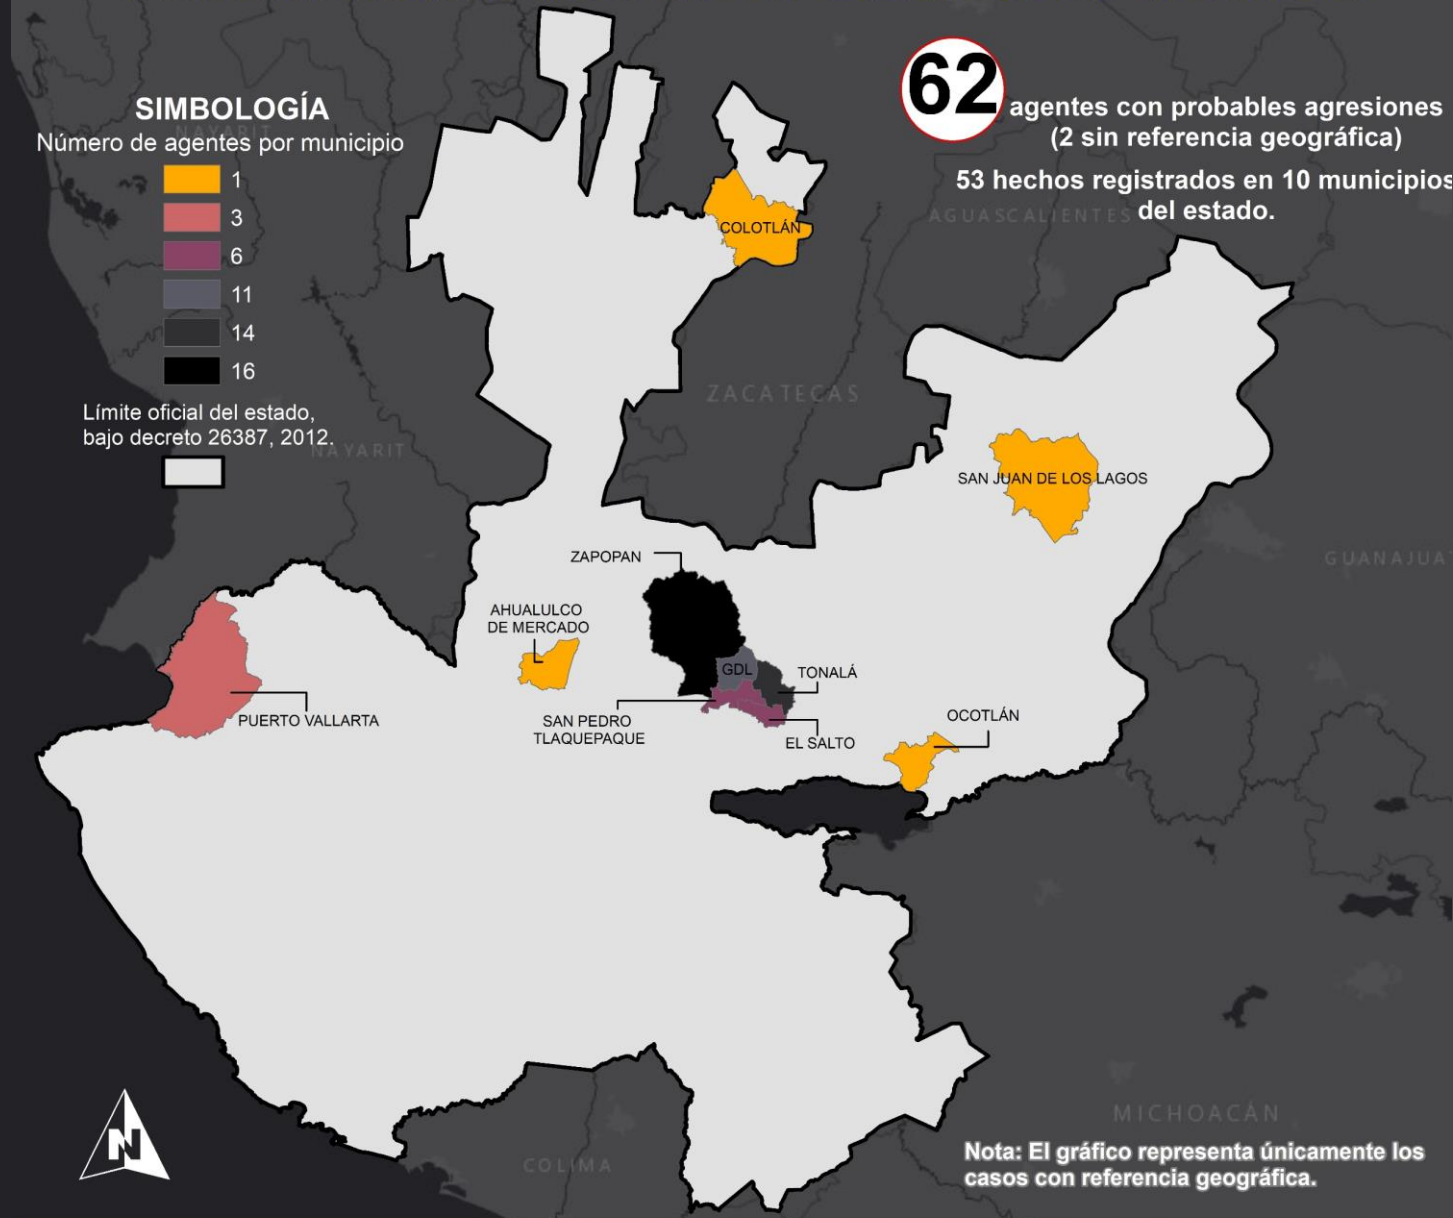 62
agentes con probables agresiones
(2 sin referencia geográfica)
53 hechos registrados en 10 municipios
del estado.
SIMBOLOGÍA
Número de agentes por municipio
1
3
6
11
14
16
Límite oficial del estado,
bajo decreto 26387, 2012.
NAYARIT
NAYARIT
AGUASCALIENTES
COLOTLÁN
ZACATECAS
SAN JUAN DE LOS LAGOS
GUANAJUA
ZAPOPAN
AHUALULCO
DE MERCADO
GDL
TONALÁ
PUERTO VALLARTA
SAN PEDRO
TLAQUEPAQUE
EL SALTO
OCOTLÁN
MICHOACÁN
COLIMA
N
Nota: El gráfico representa únicamente los
casos con referencia geográfica.